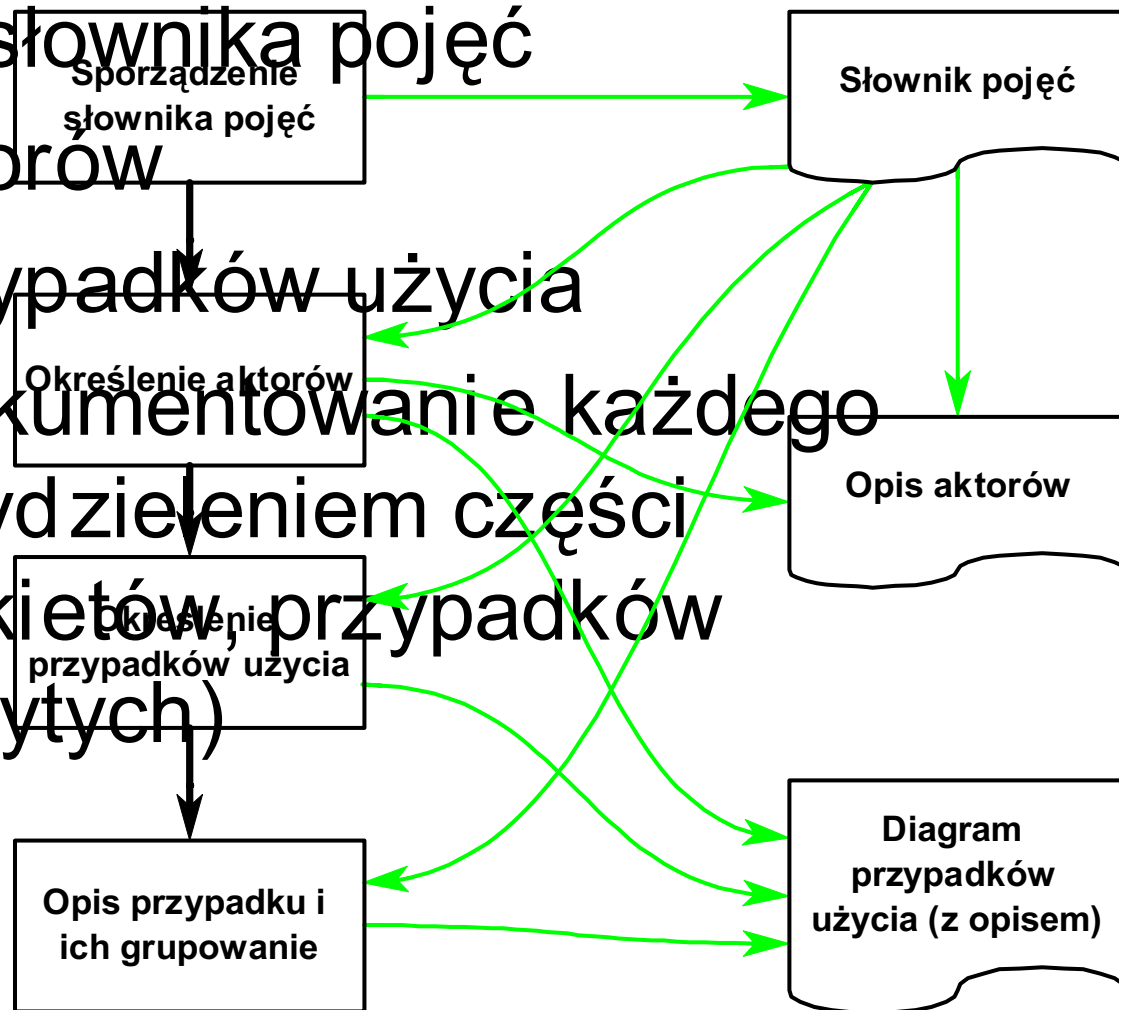 słownika pojęć
orów
ypadków użycia
kumentowanie każdego
ydzieleniem części
kietów, przypadków
ytych)
Sporządzenie
słownika pojęć
Słownik pojęć
Określenie aktorów
Opis aktorów
Określenie
przypadków użycia
Opis przypadku i
ich grupowanie
Diagram
przypadków
użycia (z opisem)